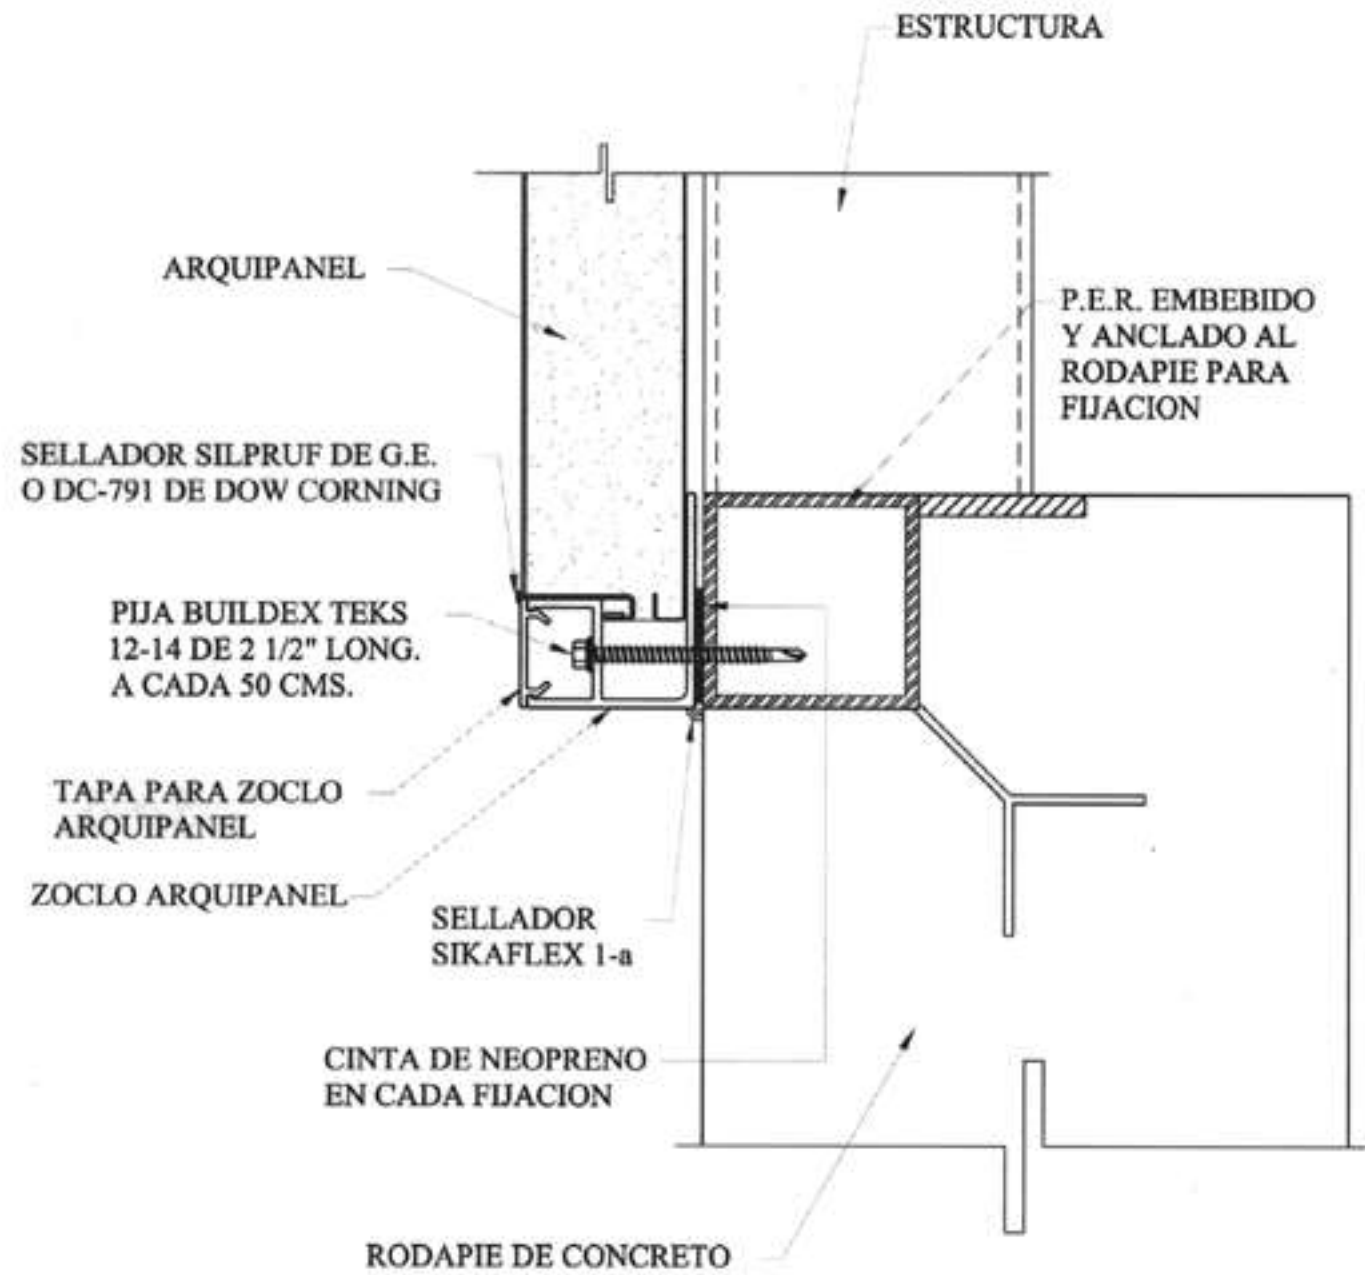 ESTRUCTURA
ARQUIPANEL
P.E.R. EMBEBIDO
Y ANCLADO AL
RODAPIE PARA
FIJACION
SELLADOR SILPRUF DE G.E.
O DC-791 DE DOW CORNING
PIJA BUILDEX TEKS
12-14 DE 2 1/2" LONG.
A CADA 50 CMS.
TAPA PARA ZOCLO
ARQUIPANEL
ZOCLO ARQUIPANEL
SELLADOR
SIKAFLEX 1-a
CINTA DE NEOPRENO
EN CADA FIJACION
RODAPIE DE CONCRETO